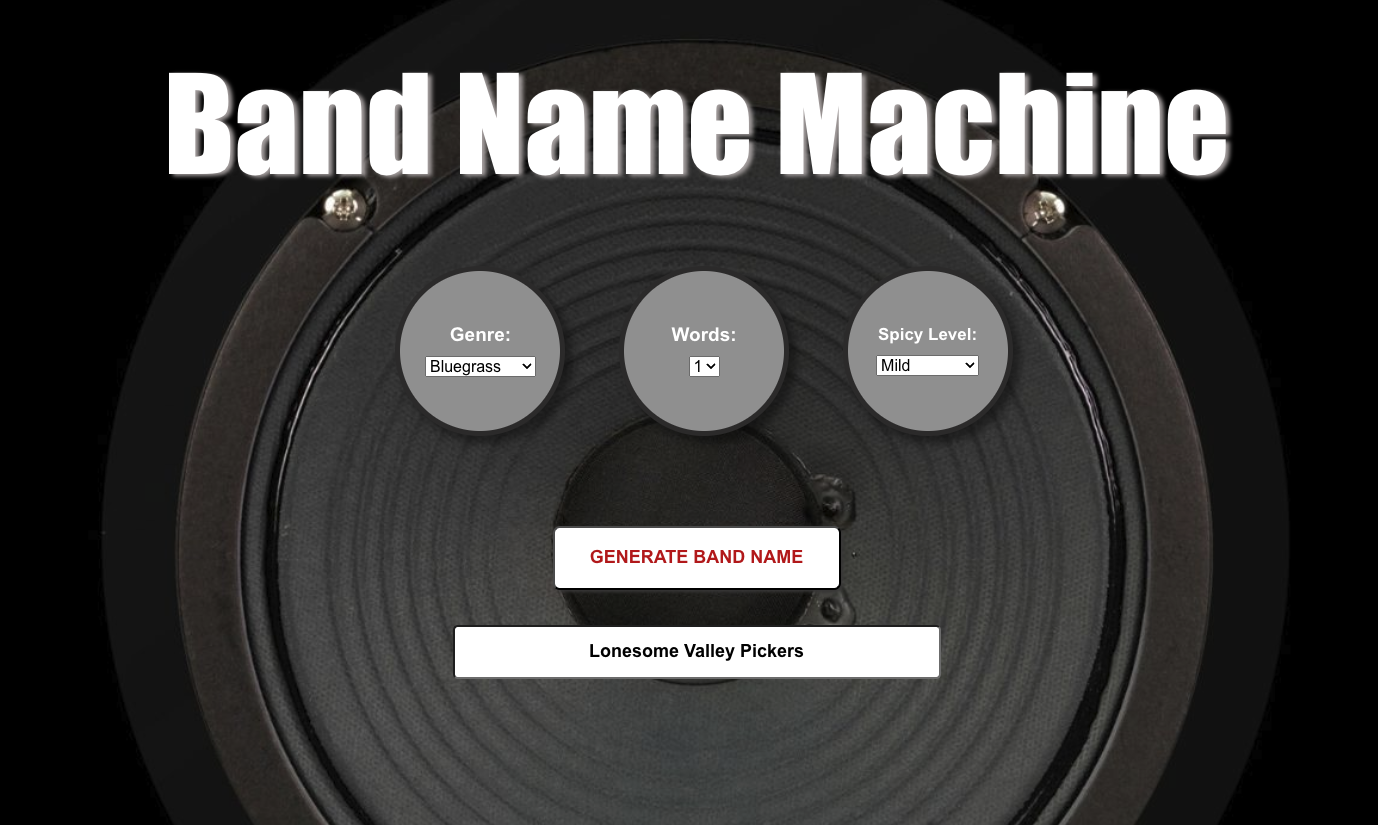 Band Name Machine
Genre:
Words:
Spicy Level:
Bluegrass
1
Mild
GENERATE BAND NAME
Lonesome Valley Pickers